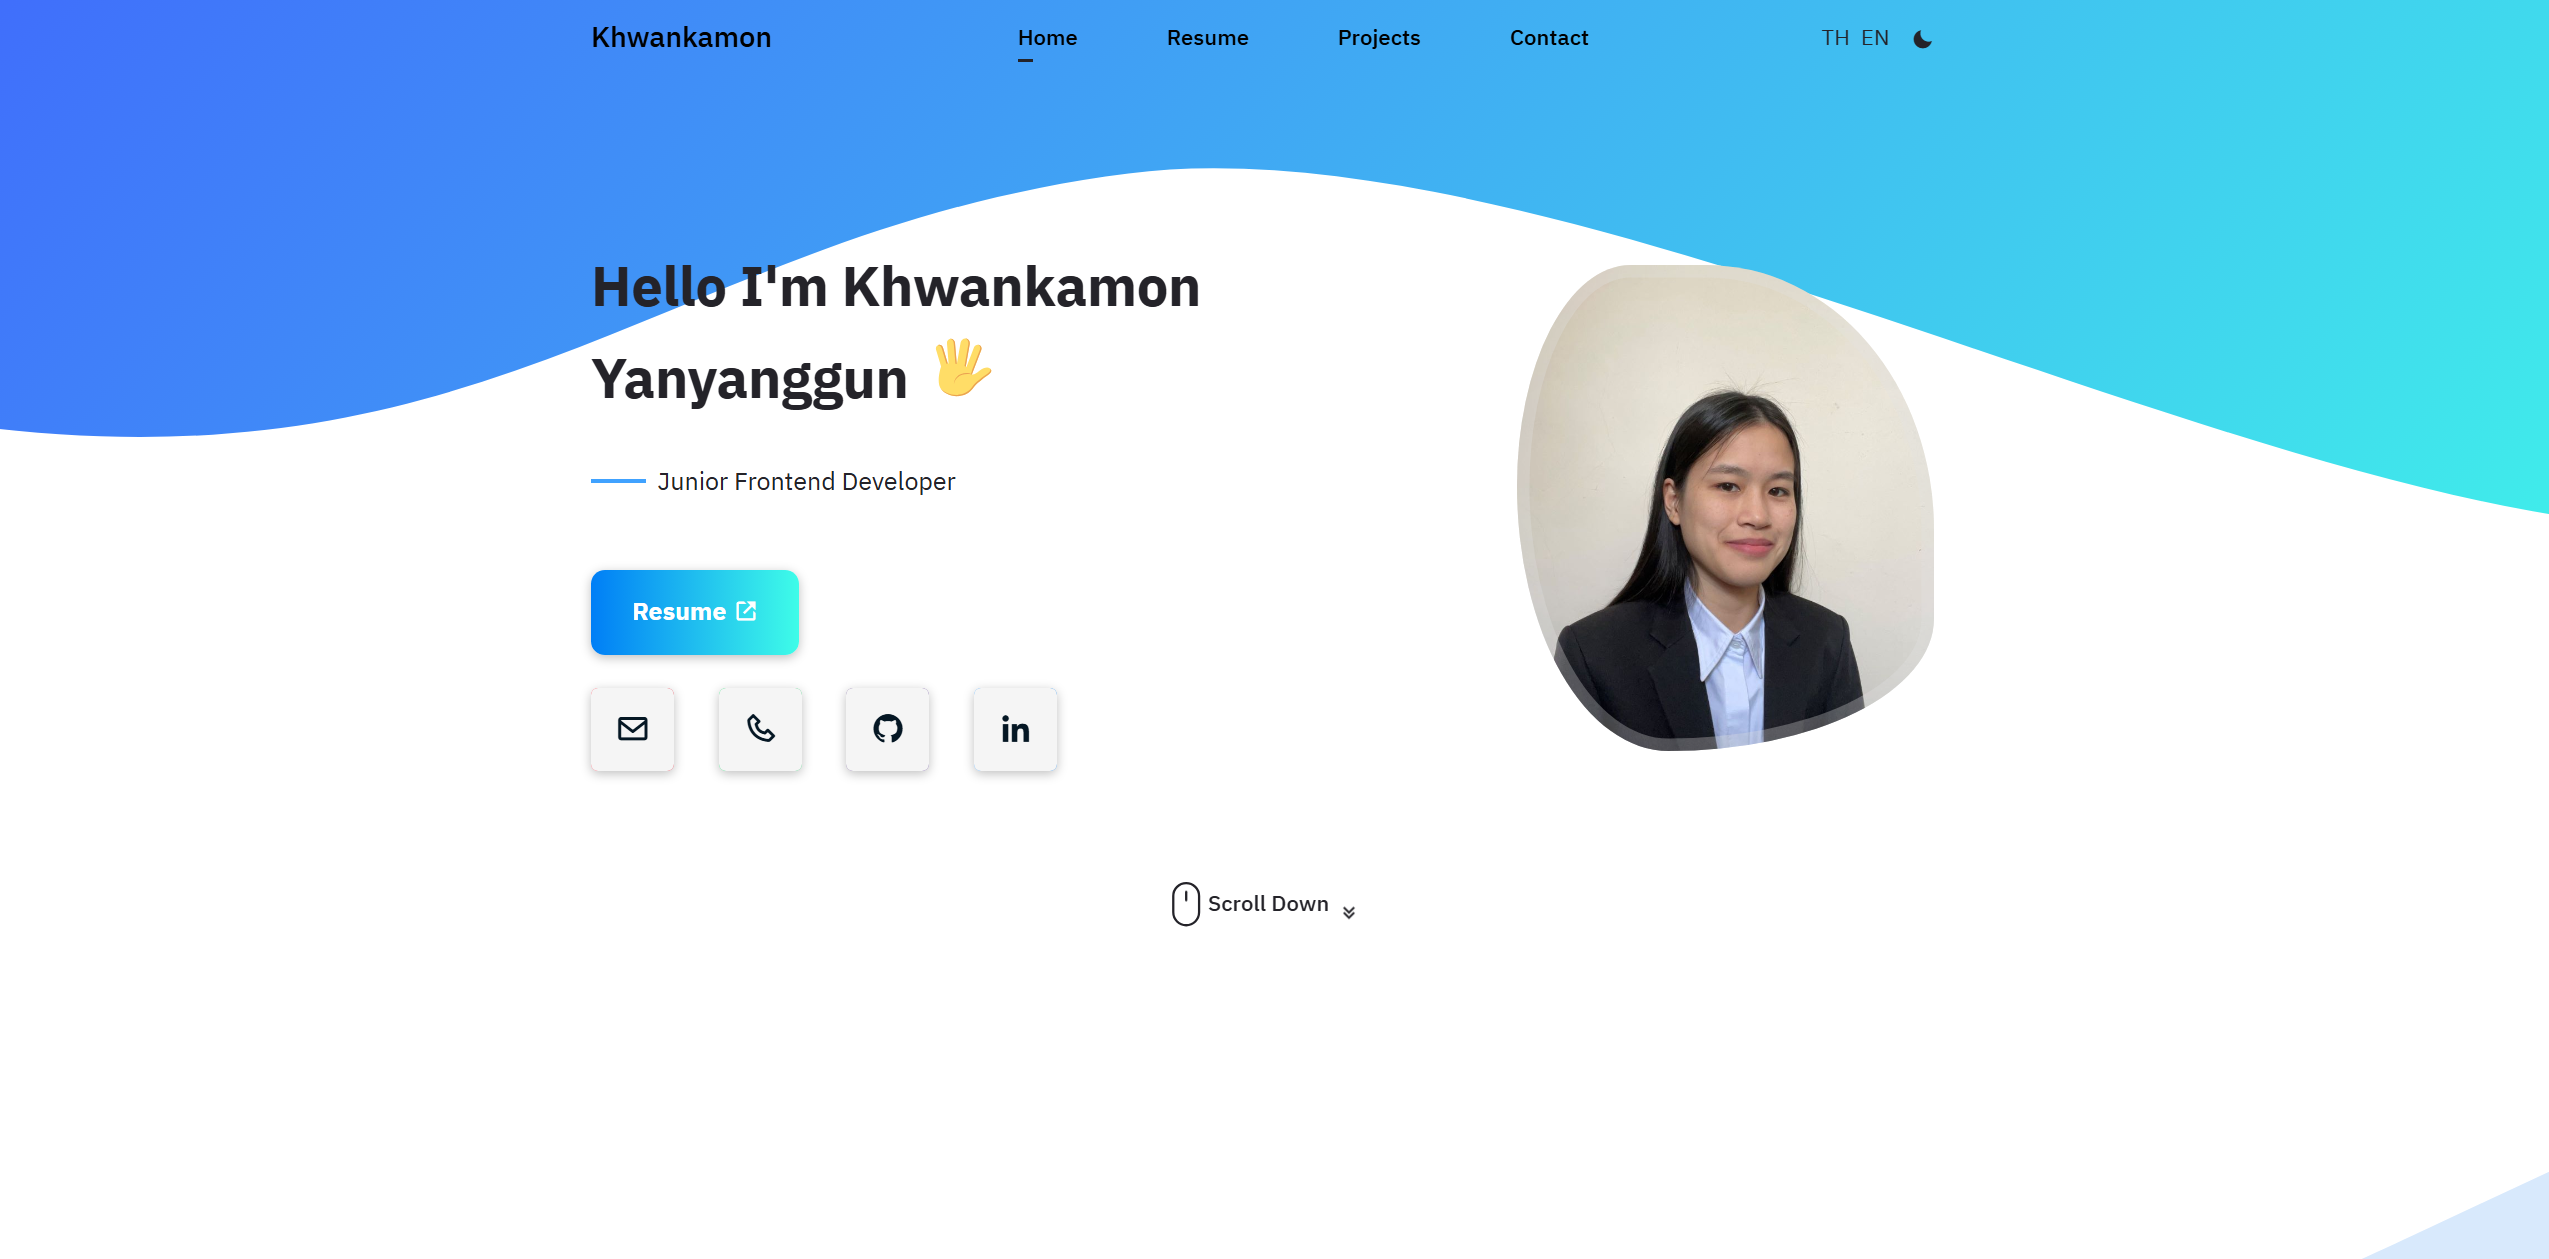 Khwankamon
Home
Resume
Projects
Contact
TH EN
Hello I'm Khwankamon
Yanyanggun
Junior Frontend Developer
Resume
in
Scroll Down